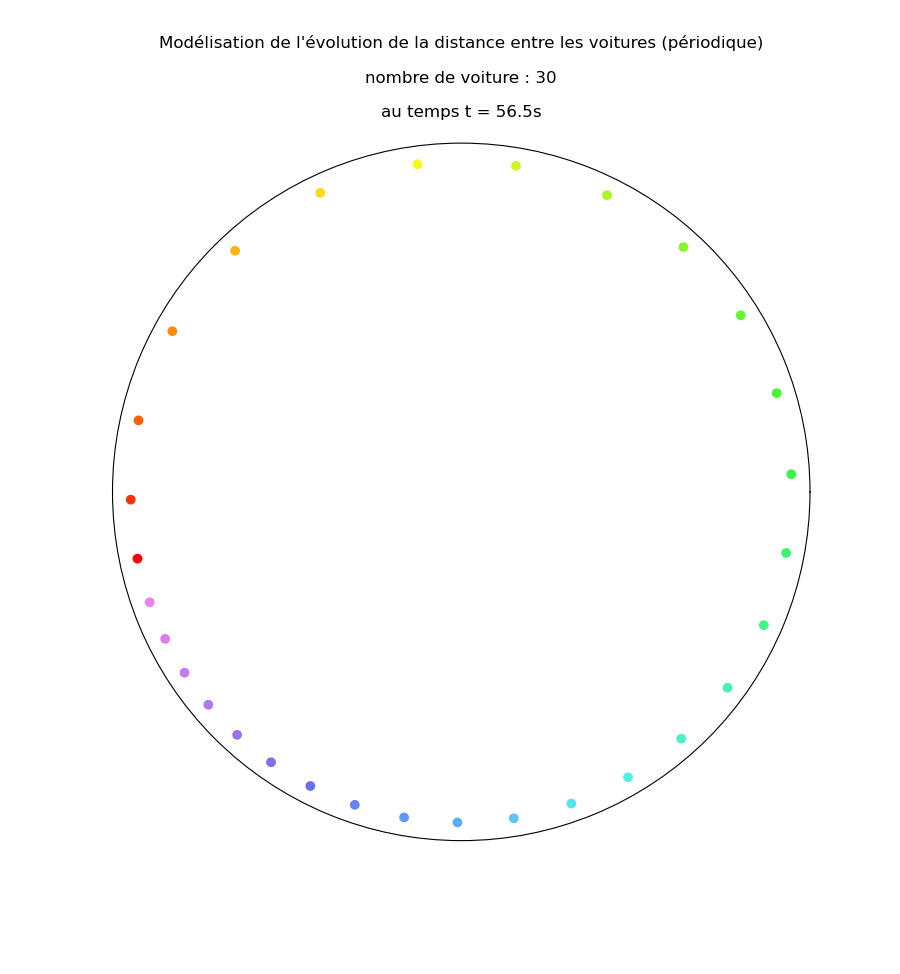 Modélisation de l'évolution de la distance entre les voitures (périodique)
nombre de voiture : 30
au temps t = 56.5s